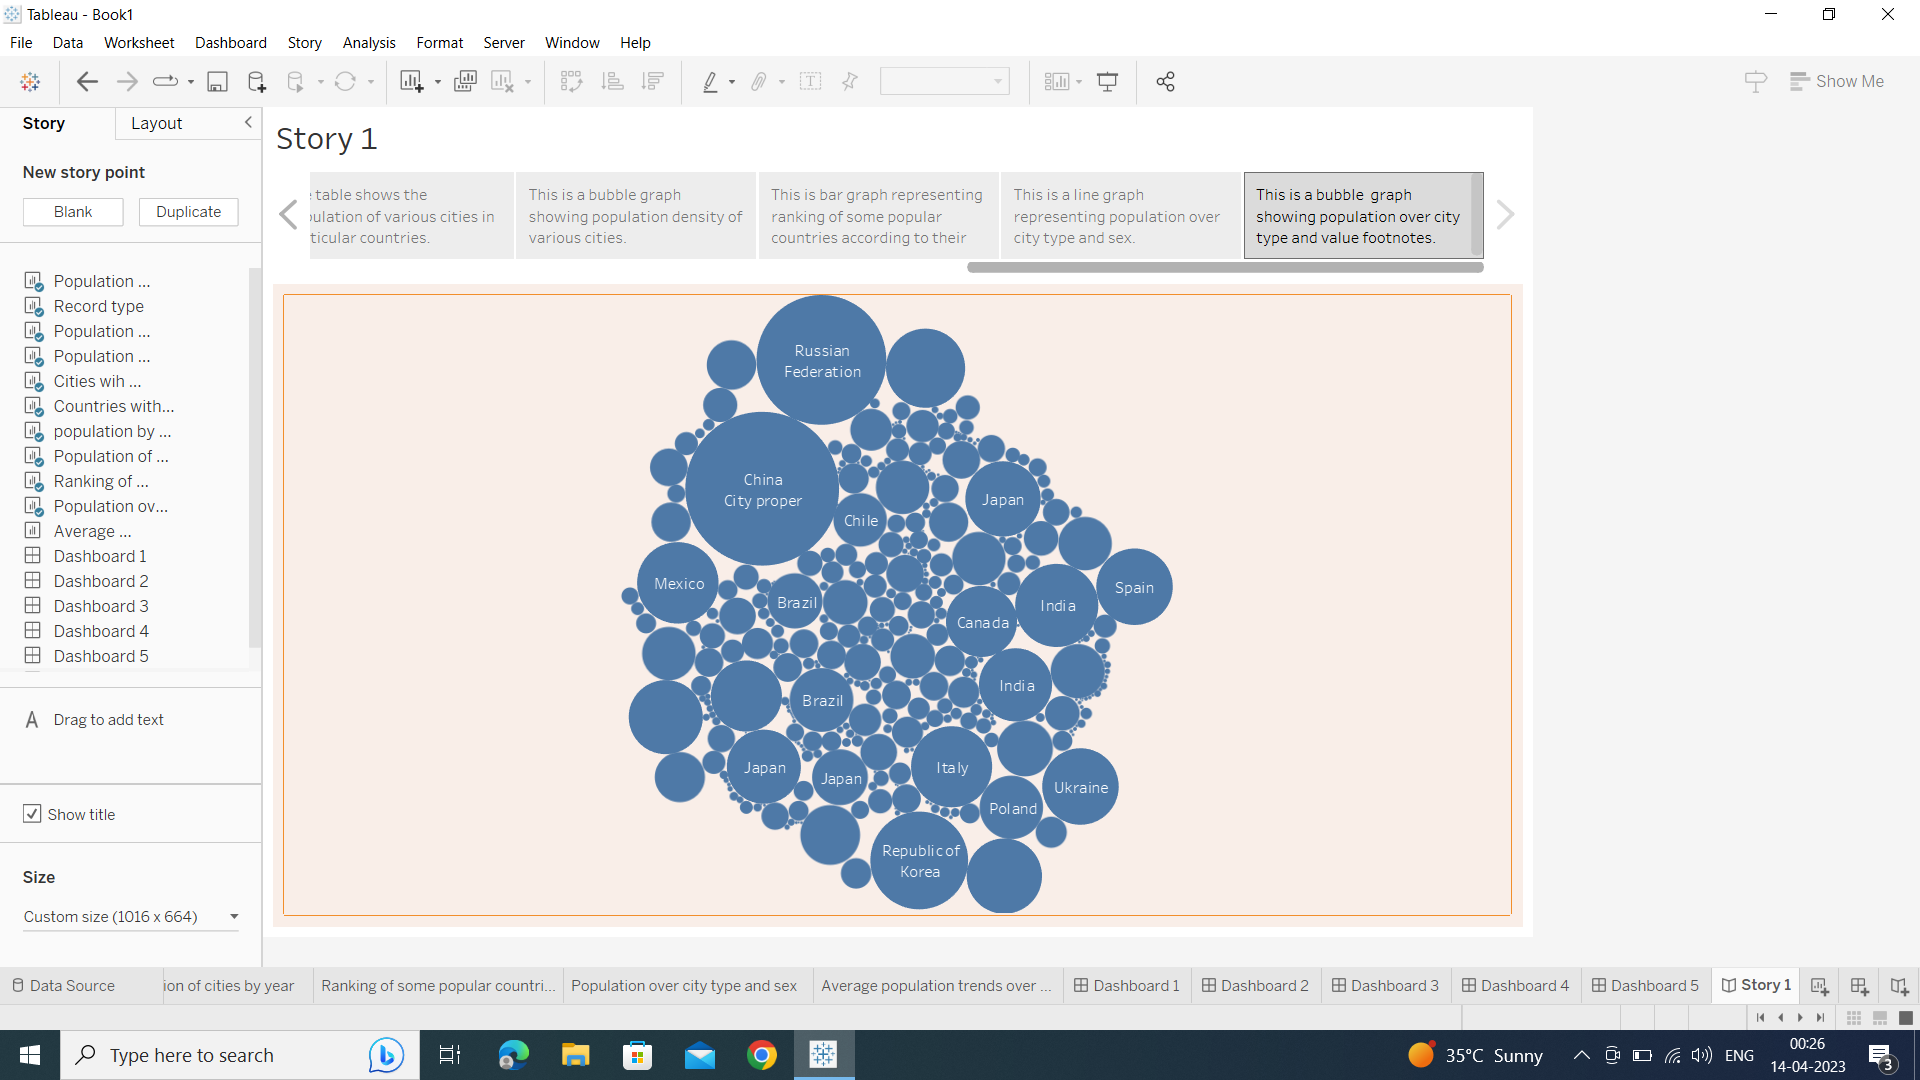 Tableau - Book1
File Data Worksheet Dashboard Story Analysis Format Server Window Help
Show Me
Story Layout
New story point
Blank Duplicate
Population ...
Record type
Population ...
Population ...
Cities wih ...
Countries with...
population by ...
Population of ...
Ranking of ...
Population ov...
Average ...
Dashboard 1
Dashboard 2
Dashboard 3
Dashboard 4
Dashboard 5
A Drag to add text
Show title
Size
Custom size (1016 x 664)
Story 1
table shows the
ulation of various cities in
ticular countries.
This is a bubble graph
showing population density of
various cities.
This is bar graph representing
ranking of some popular
countries according to their
This is a line graph
representing population over
city type and sex.
This is a bubble graph
showing population over city
type and value footnotes.
Russian
Federation
China
City proper
Chile
Japan
Mexico
Brazil
Spain
India
Canada
India
Brazil
Japan
Japan
Italy
Ukraine
Poland
Republic of
Korea
Data Source ion of cities by year Ranking of some popular countri... Population over city type and sex Average population trends over ... Dashboard 1 Dashboard 2 Dashboard 3 Dashboard 4 Dashboard 5 Story 1
Type here to search
35°C Sunny
ENG
00:26
14-04-2023
3